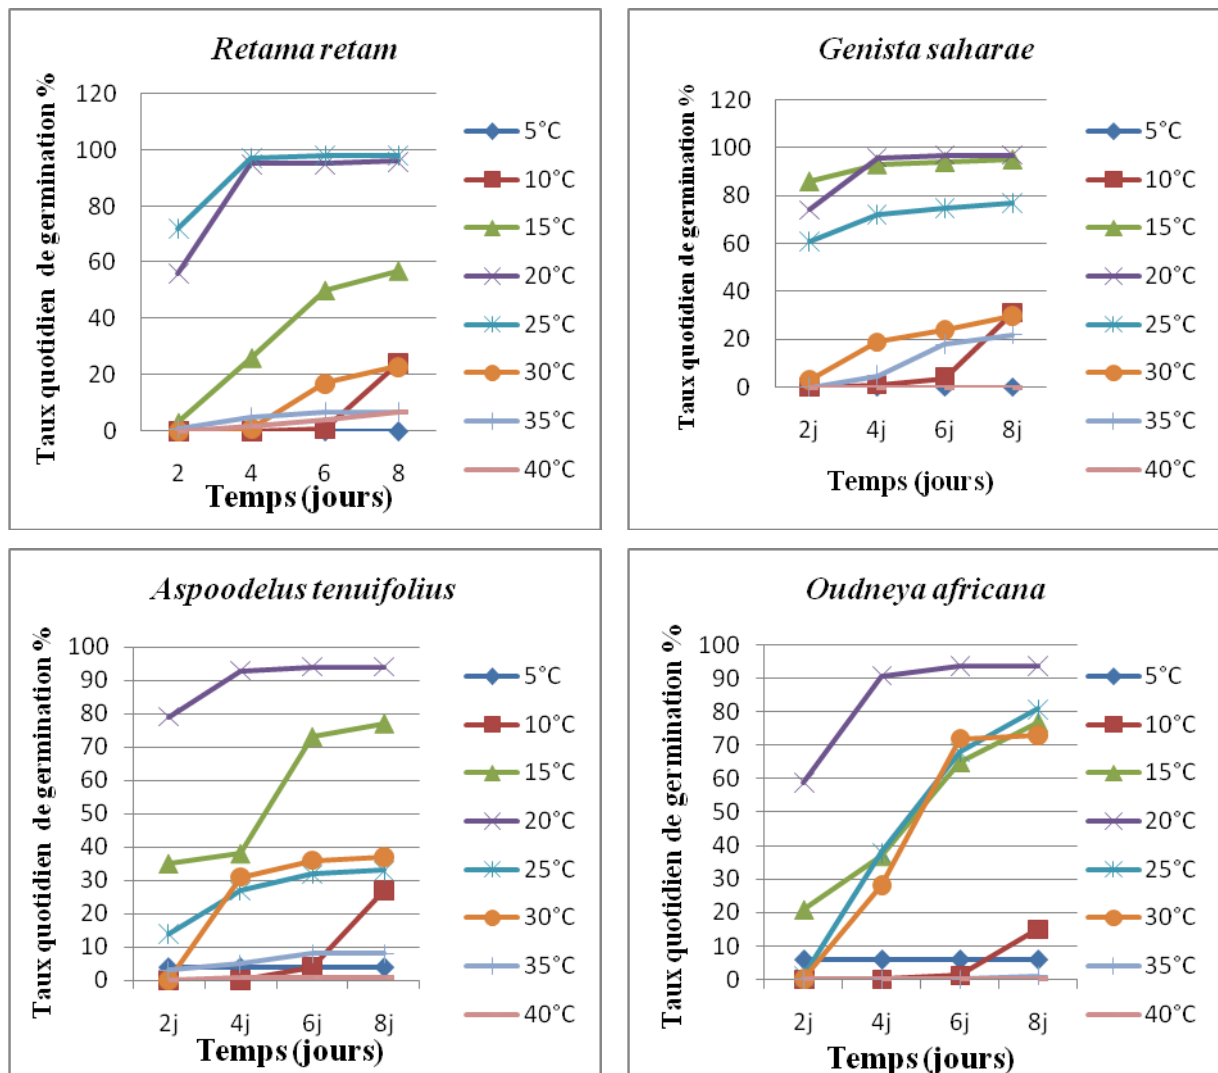 Retama retam
Taux quotidien de germination %
120
100
80
60
40
20
0
2 4 6 8
Temps (jours)
5°C
10°C
15°C
20°C
25°C
30°C
35°C
40°C
Genista saharae
Taux quotidien de germination %
120
100
80
60
40
20
0
2j 4j 6j 8j
Temps (jours)
5°C
10°C
15°C
20°C
25°C
30°C
35°C
40°C
Aspoodelus tenuifolius
Taux quotidien de germination %
100
90
80
70
60
50
40
30
20
10
0
2j 4j 6j 8j
Temps (jours)
5°C
10°C
15°C
20°C
25°C
30°C
35°C
40°C
Oudneya africana
Taux quotidien de germination %
100
90
80
70
60
50
40
30
20
10
0
2j 4j 6j 8j
Temps (jours)
5°C
10°C
15°C
20°C
25°C
30°C
35°C
40°C